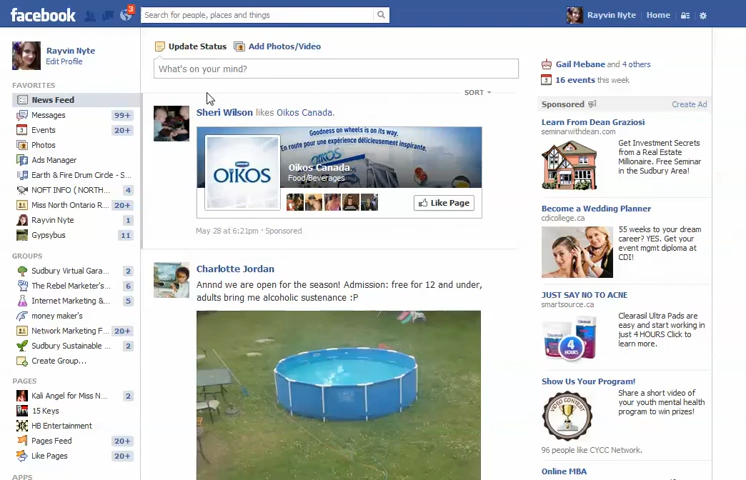 facebook
3
Search for people, places and things
Rayvin Nyte
Home
Rayvin Nyte
Edit Profile
FAVORITES
News Feed
Messages 99+
Events 20+
Photos
Ads Manager
Earth & Fire Drum Circle - S...
NOFT INFO ( NORTH... 4
Miss North Ontario R... 20+
Rayvin Nyte 1
Gypsybus 11
GROUPS
Sudbury Virtual Gara... 2
The Rebel Marketer's... 6
Internet Marketing &... 5
money maker's
Network Marketing F... 20+
Sudbury Sustainable ... 2
Create Group...
PAGES
Kali Angel for Miss N... 2
15 Keys
HB Entertainment
Pages Feed 20+
Like Pages 20+
APPS
Update Status
Add Photos/Video
What's on your mind?
SORT
Sheri Wilson likes Oikos Canada.
Goodness on wheels is on its way.
En route pour une expérience délicieusement inspirante.
OIKOS
Oikos Canada
Food/Beverages
Like Page
May 28 at 6:21pm · Sponsored
Charlotte Jordan
Annnd we are open for the season! Admission: free for 12 and under,
adults bring me alcoholic sustenance :P
Gail Mebane and 4 others
16 events this week
Sponsored
Create Ad
Learn From Dean Graziosi
seminarwithdean.com
Get Investment Secrets
from a Real Estate
Millionaire. Free Seminar
in the Sudbury Area!
Become a Wedding Planner
cdicollege.ca
55 weeks to your dream
career? YES. Get your
event mgmt diploma at
CDI!
JUST SAY NO TO ACNE
smartsource.ca
4
HOURS
Clearasil Ultra Pads are
easy and start working in
just 4 HOURS Click to
learn more.
Show Us Your Program!
VIDEO CONTEST
Share a short video of
your youth mental health
program to win prizes!
96 people like CYCC Network.
Online MBA